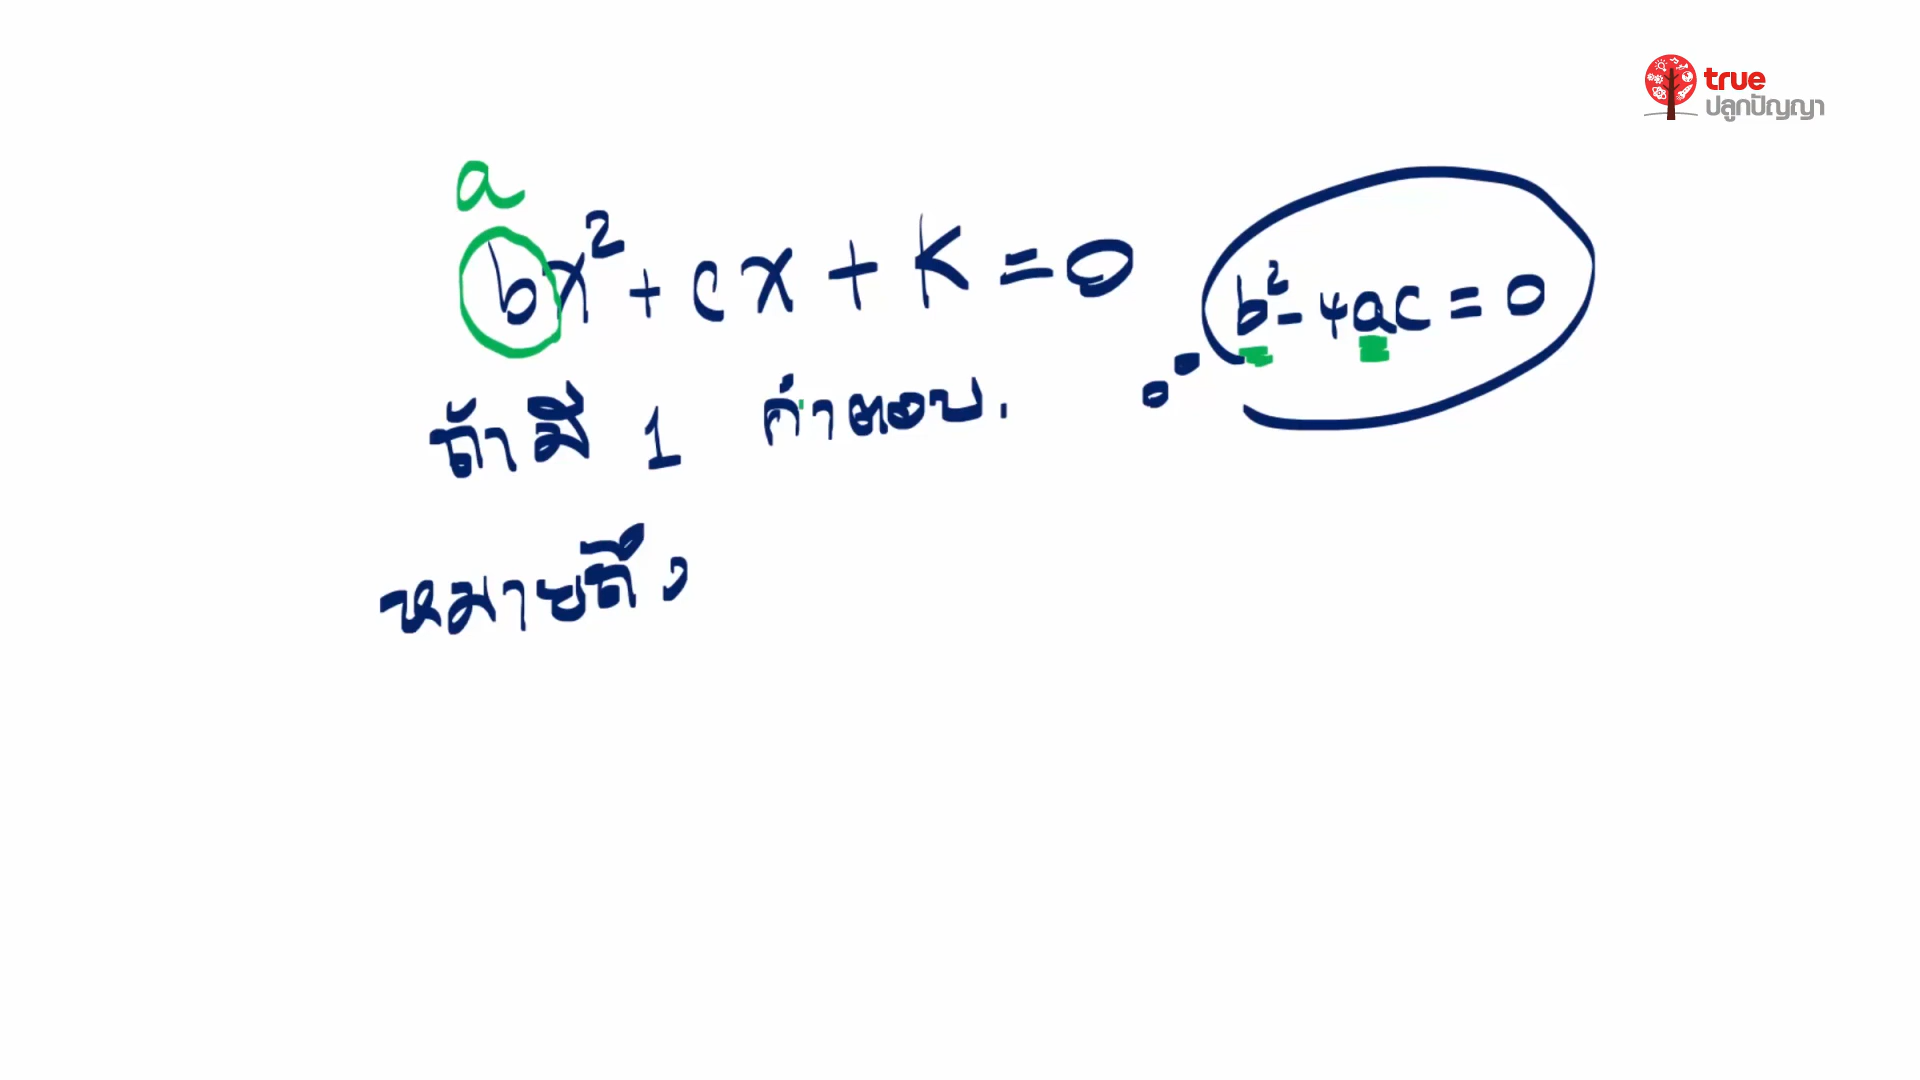 true
ปลูกปัญญา
a
bx² + cx + k = 0
b² - 4ac = 0
ถ้ามี 1 คำตอบ.
หมายถึง